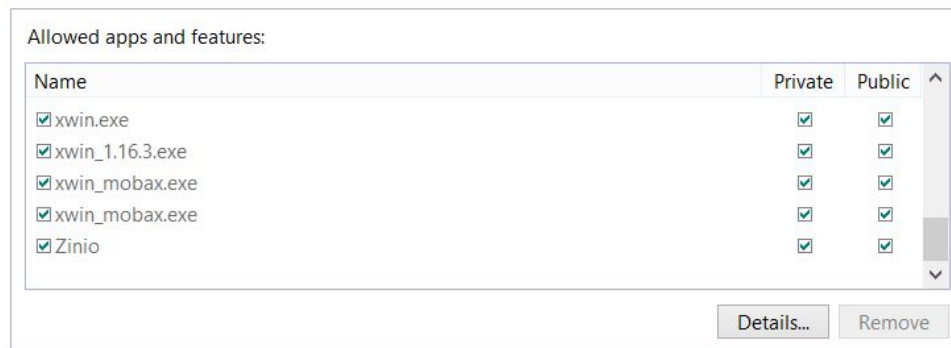 Allowed apps and features:
Name Private Public
xwin.exe
xwin_1.16.3.exe
xwin_mobax.exe
xwin_mobax.exe
Zinio
Details... Remove